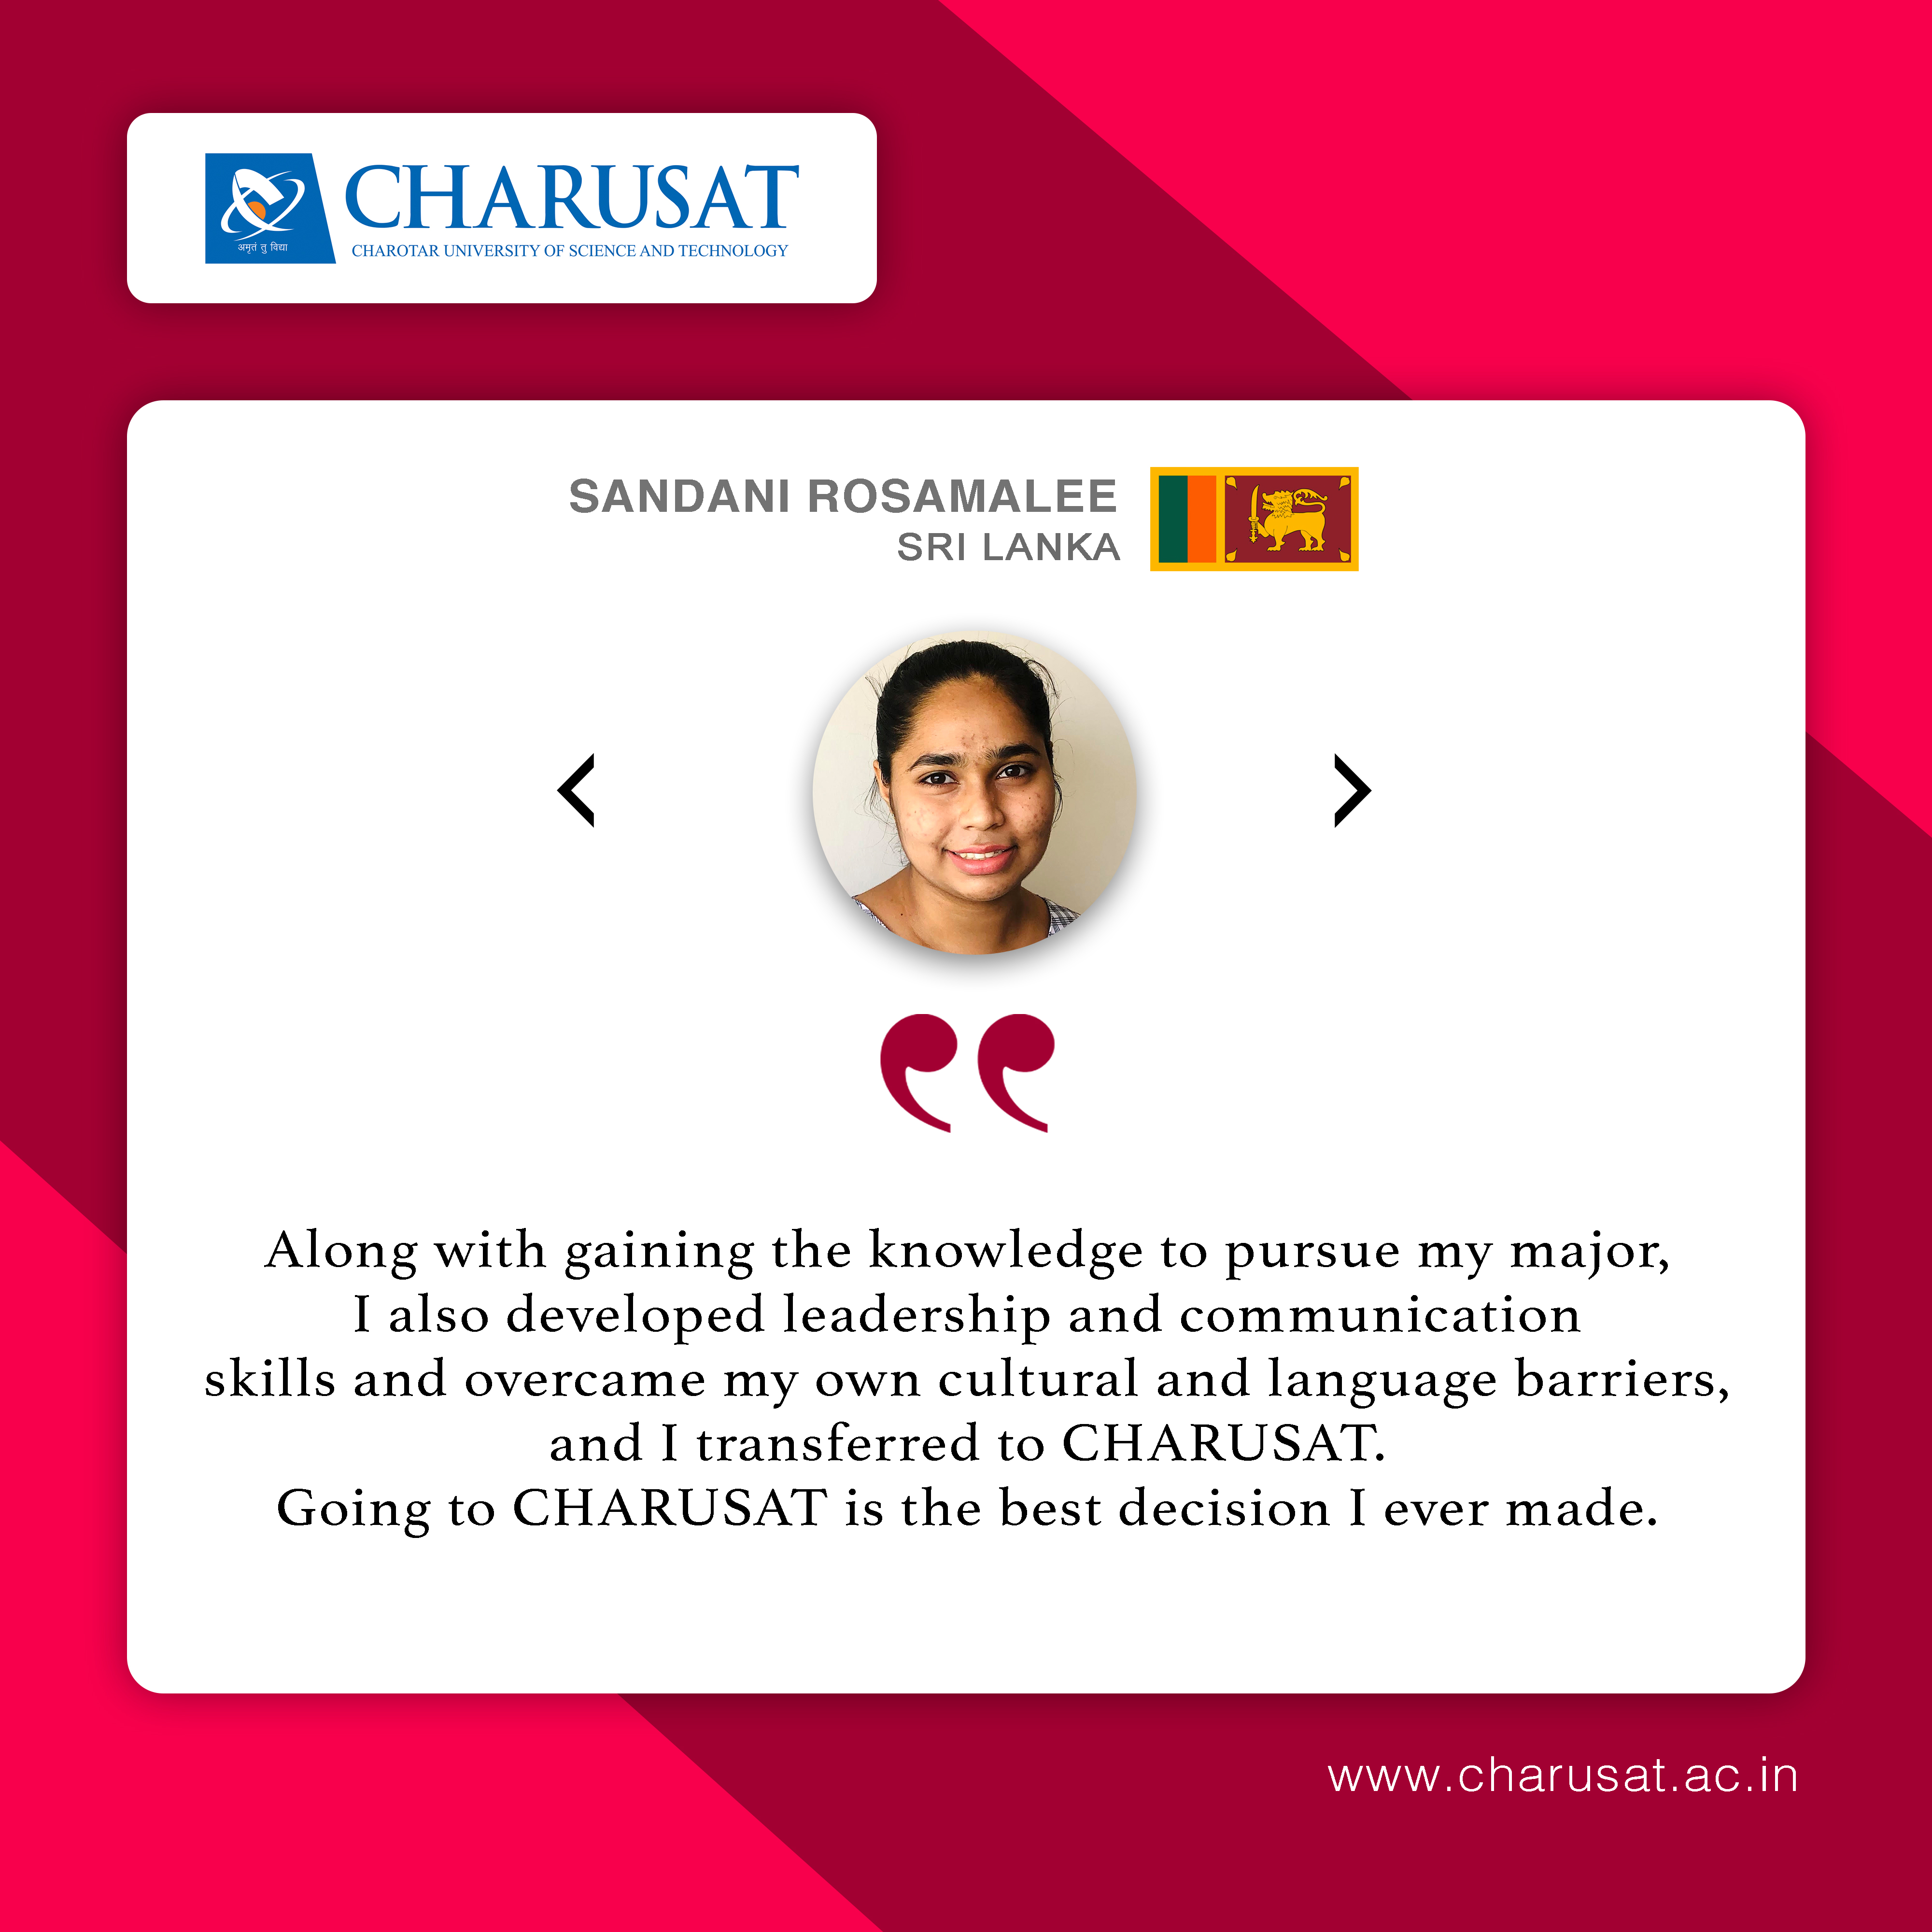 CHARUSAT
CHAROTAR UNIVERSITY OF SCIENCE AND TECHNOLOGY
अमृतं तु विद्या
SANDANI ROSAMALEE
SRI LANKA
Along with gaining the knowledge to pursue my major,
I also developed leadership and communication
skills and overcame my own cultural and language barriers,
and I transferred to CHARUSAT.
Going to CHARUSAT is the best decision I ever made.
www.charusat.ac.in